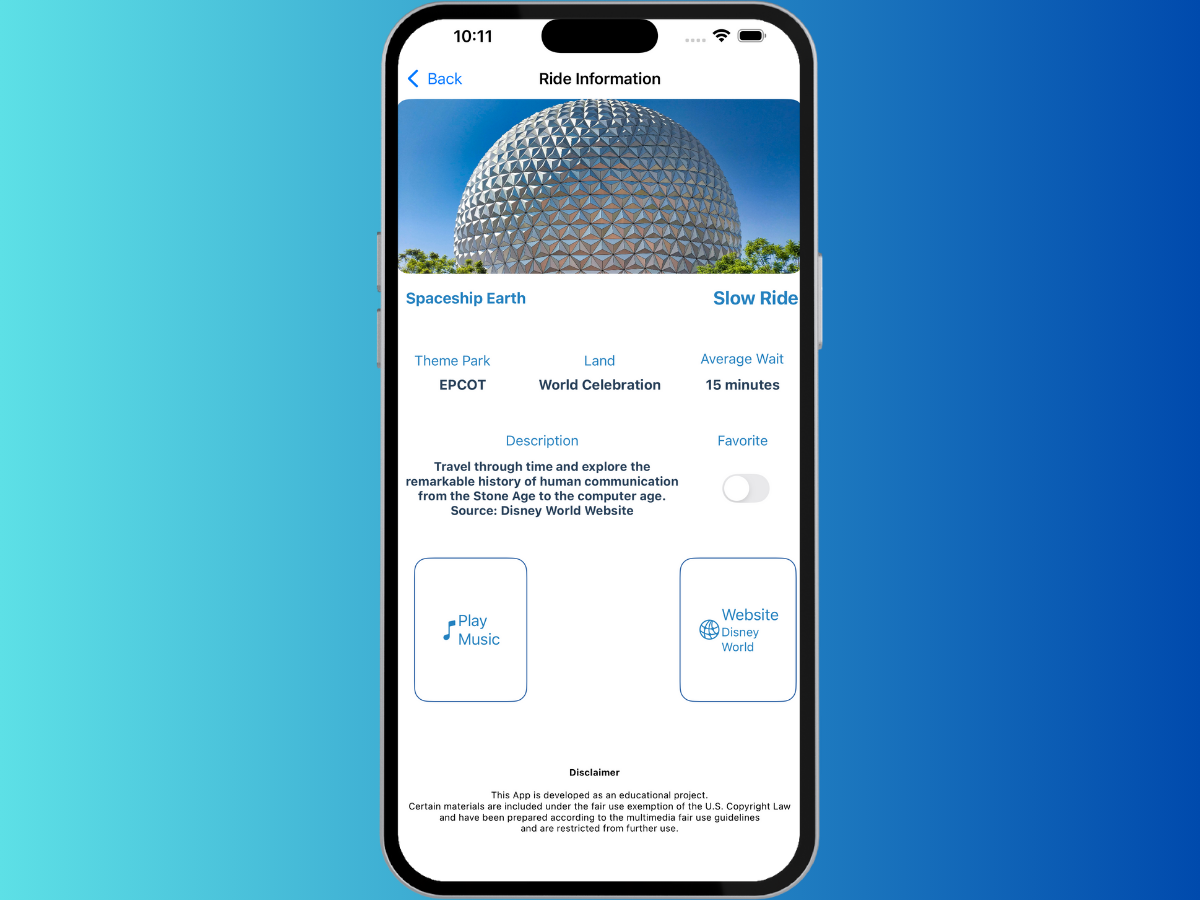 10:11
Back
Ride Information
Spaceship Earth
Slow Ride
Theme Park
Land
Average Wait
EPCOT
World Celebration
15 minutes
Description
Favorite
Travel through time and explore the
remarkable history of human communication
from the Stone Age to the computer age.
Source: Disney World Website
Play
Music
Website
Disney
World
Disclaimer
This App is developed as an educational project.
Certain materials are included under the fair use exemption of the U.S. Copyright Law
and have been prepared according to the multimedia fair use guidelines
and are restricted from further use.